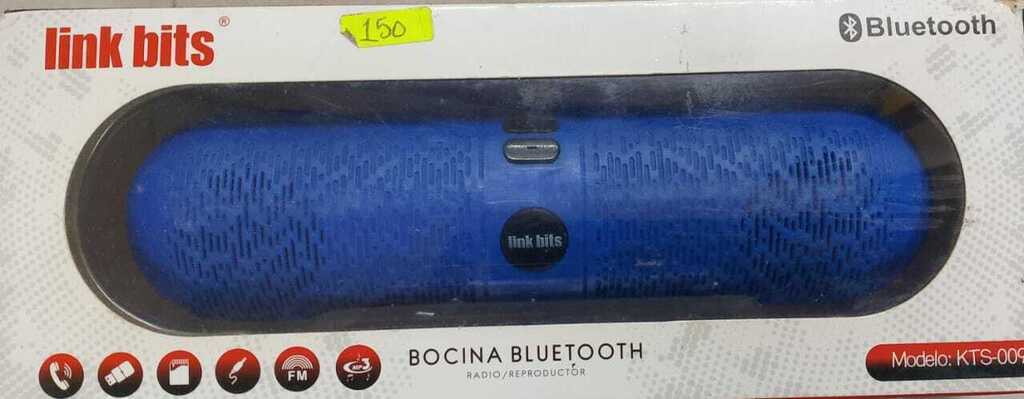 link bits®
150
Bluetooth
link bits
FM
MP3
BOCINA BLUETOOTH
RADIO/REPRODUCTOR
Modelo: KTS-009